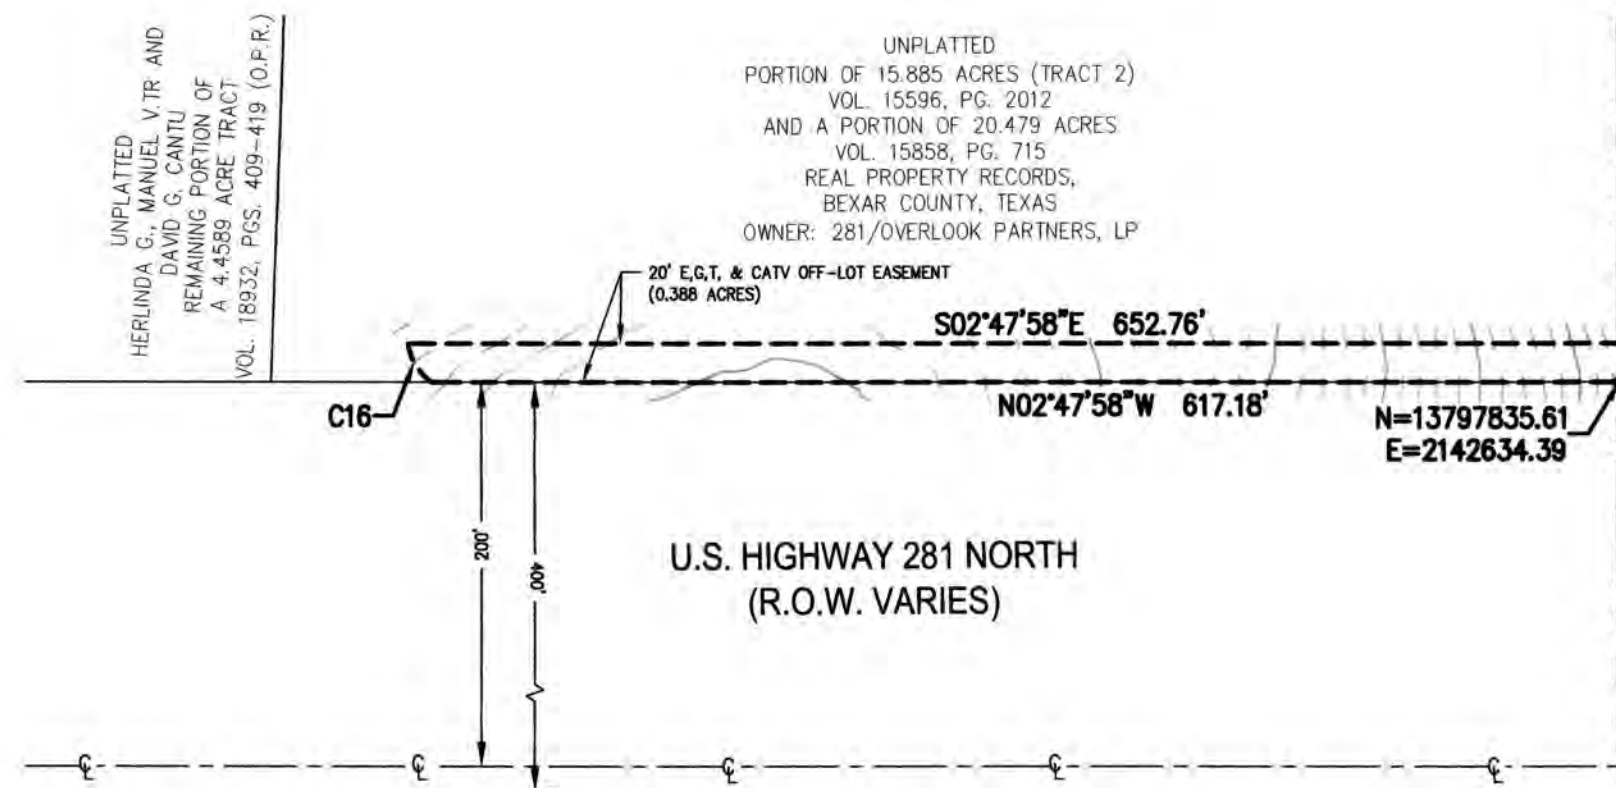 UNPLATTED
HERLINDA G., MANUEL V.TR AND
DAVID G. CANTU
REMAINING PORTION OF
A 4.4589 ACRE TRACT
VOL. 18932, PGS. 409-419 (O.P.R.)
UNPLATTED
PORTION OF 15.885 ACRES (TRACT 2)
VOL. 15596, PG. 2012
AND A PORTION OF 20.479 ACRES
VOL. 15858, PG. 715
REAL PROPERTY RECORDS,
BEXAR COUNTY, TEXAS
OWNER: 281/OVERLOOK PARTNERS, LP
20' E,G,T, & CATV OFF-LOT EASEMENT
(0.388 ACRES)
S02°47'58"E 652.76'
C16
N02°47'58"W 617.18'
N=13797835.61
E=2142634.39
200'
400'
U.S. HIGHWAY 281 NORTH
(R.O.W. VARIES)
℄ ℄ ℄ ℄ ℄